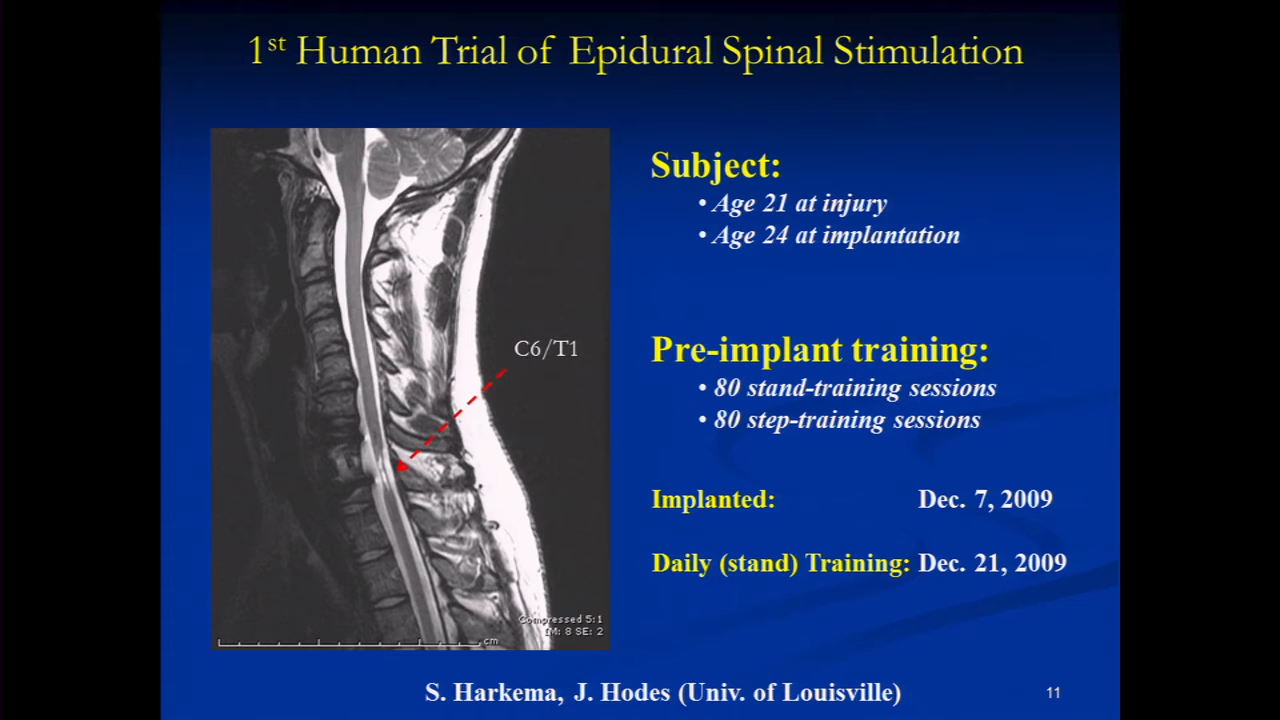 1st Human Trial of Epidural Spinal Stimulation
C6/T1
Compressed 5:1
IM: 8 SE: 2
cm
Subject:
• Age 21 at injury
• Age 24 at implantation
Pre-implant training:
• 80 stand-training sessions
• 80 step-training sessions
Implanted: Dec. 7, 2009
Daily (stand) Training: Dec. 21, 2009
S. Harkema, J. Hodes (Univ. of Louisville)
11